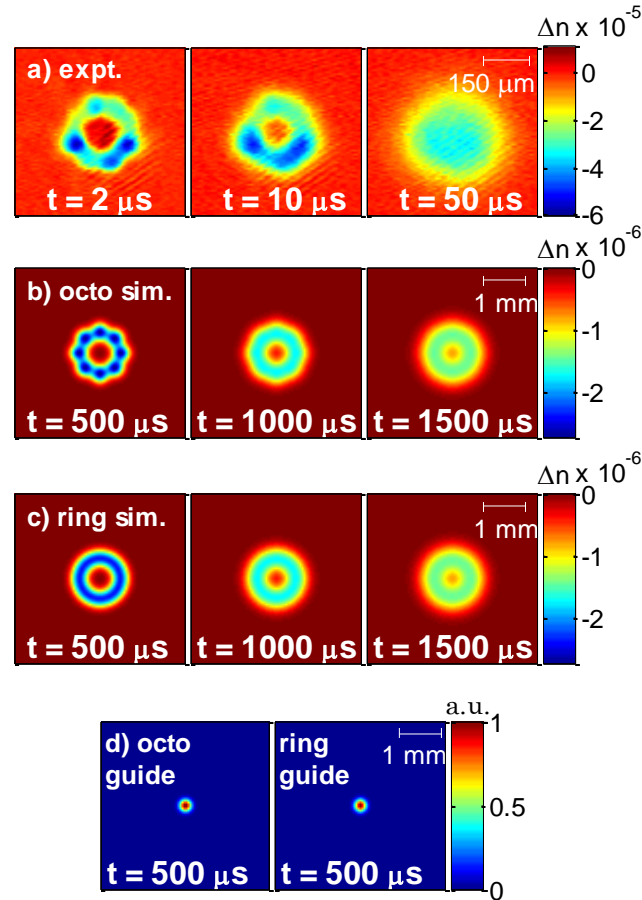 Δn x 10⁻⁵
a) expt.
150 μm
0
-2
-4
-6
t = 2 μs
t = 10 μs
t = 50 μs
Δn x 10⁻⁶
b) octo sim.
1 mm
0
-1
-2
t = 500 μs
t = 1000 μs
t = 1500 μs
Δn x 10⁻⁶
c) ring sim.
1 mm
0
-1
-2
t = 500 μs
t = 1000 μs
t = 1500 μs
a.u.
d) octo
guide
ring
guide
1 mm
1
0.5
0
t = 500 μs
t = 500 μs